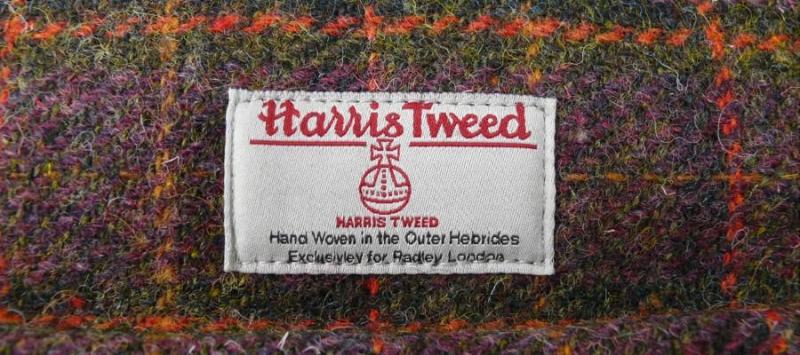 Harris Tweed
HARRIS TWEED
Hand Woven in the Outer Hebrides
Exclusivley for Radley London